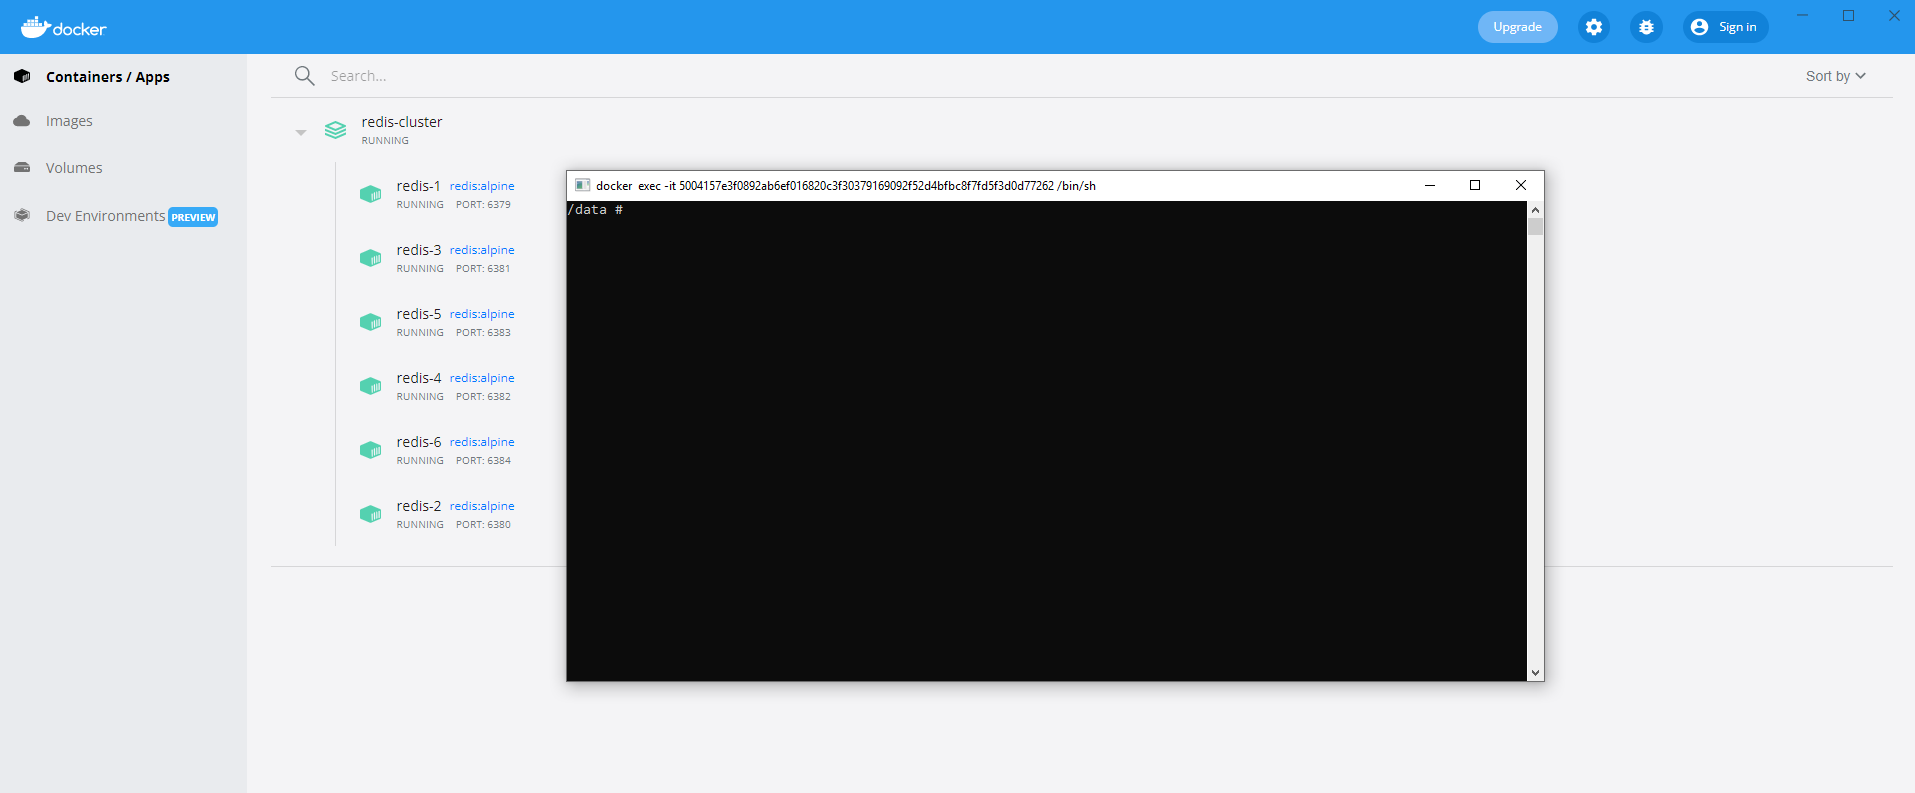 docker
Upgrade
Sign in
Containers / Apps
Images
Volumes
Dev Environments PREVIEW
Search...
Sort by
redis-cluster
RUNNING
redis-1 redis:alpine
RUNNING PORT: 6379
redis-3 redis:alpine
RUNNING PORT: 6381
redis-5 redis:alpine
RUNNING PORT: 6383
redis-4 redis:alpine
RUNNING PORT: 6382
redis-6 redis:alpine
RUNNING PORT: 6384
redis-2 redis:alpine
RUNNING PORT: 6380
docker exec -it 5004157e3f0892ab6ef016820c3f30379169092f52d4bfbc8f7fd5f3d0d77262 /bin/sh
/data #